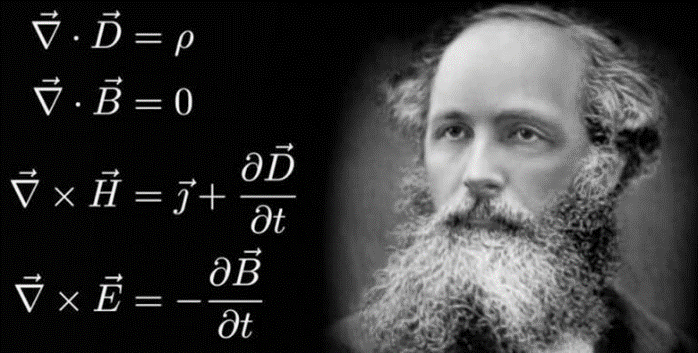 ∇⃗ · D⃗ = ρ
∇⃗ · B⃗ = 0
∇⃗ × H⃗ = j⃗ + ∂D⃗/∂t
∇⃗ × E⃗ = −∂B⃗/∂t